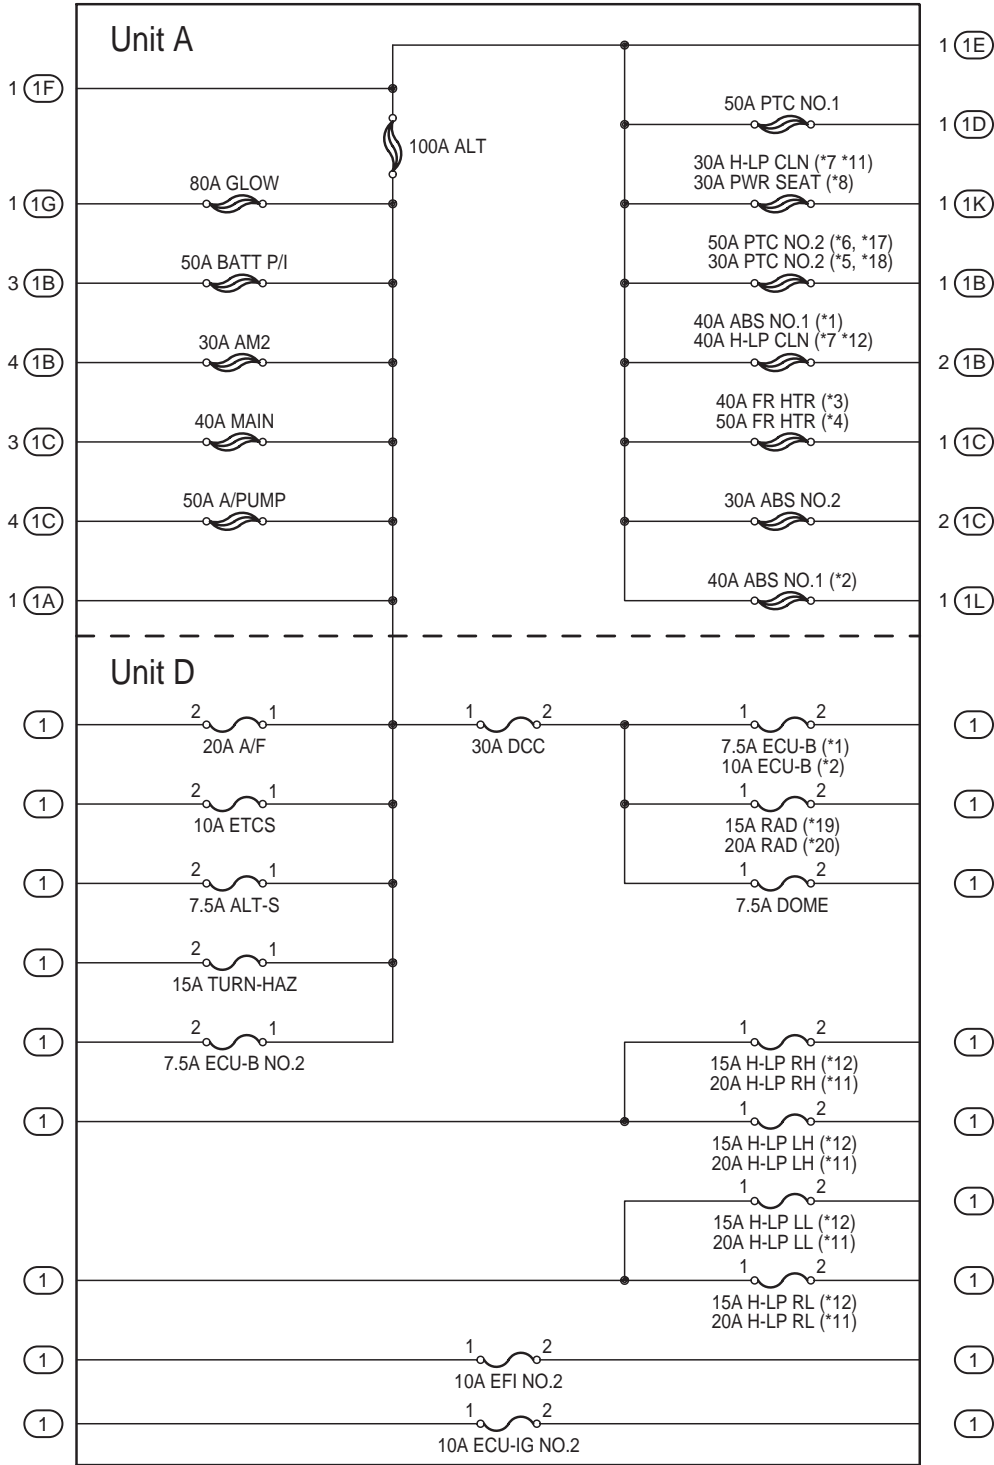 Unit A
1 1E
1 1F
50A PTC NO.1
1 1D
100A ALT
30A H-LP CLN (*7 *11)
30A PWR SEAT (*8)
80A GLOW
1 1G
1 1K
50A PTC NO.2 (*6, *17)
30A PTC NO.2 (*5, *18)
50A BATT P/I
3 1B
1 1B
40A ABS NO.1 (*1)
40A H-LP CLN (*7 *12)
30A AM2
4 1B
2 1B
40A FR HTR (*3)
50A FR HTR (*4)
40A MAIN
3 1C
1 1C
50A A/PUMP
30A ABS NO.2
4 1C
2 1C
40A ABS NO.1 (*2)
1 1A
1 1L
Unit D
1 2 1 1 2 1 2 1
20A A/F
30A DCC
7.5A ECU-B (*1)
10A ECU-B (*2)
1 2 1 1 2 1
10A ETCS
15A RAD (*19)
20A RAD (*20)
1 2 1 1 2 1
7.5A ALT-S
7.5A DOME
1 2 1 1
15A TURN-HAZ
1 2 1 1 2 1
7.5A ECU-B NO.2
15A H-LP RH (*12)
20A H-LP RH (*11)
1 1 2 1
15A H-LP LH (*12)
20A H-LP LH (*11)
1 2 1
15A H-LP LL (*12)
20A H-LP LL (*11)
1 1 2 1
15A H-LP RL (*12)
20A H-LP RL (*11)
1 1 2 1
10A EFI NO.2
1 1 2 1
10A ECU-IG NO.2